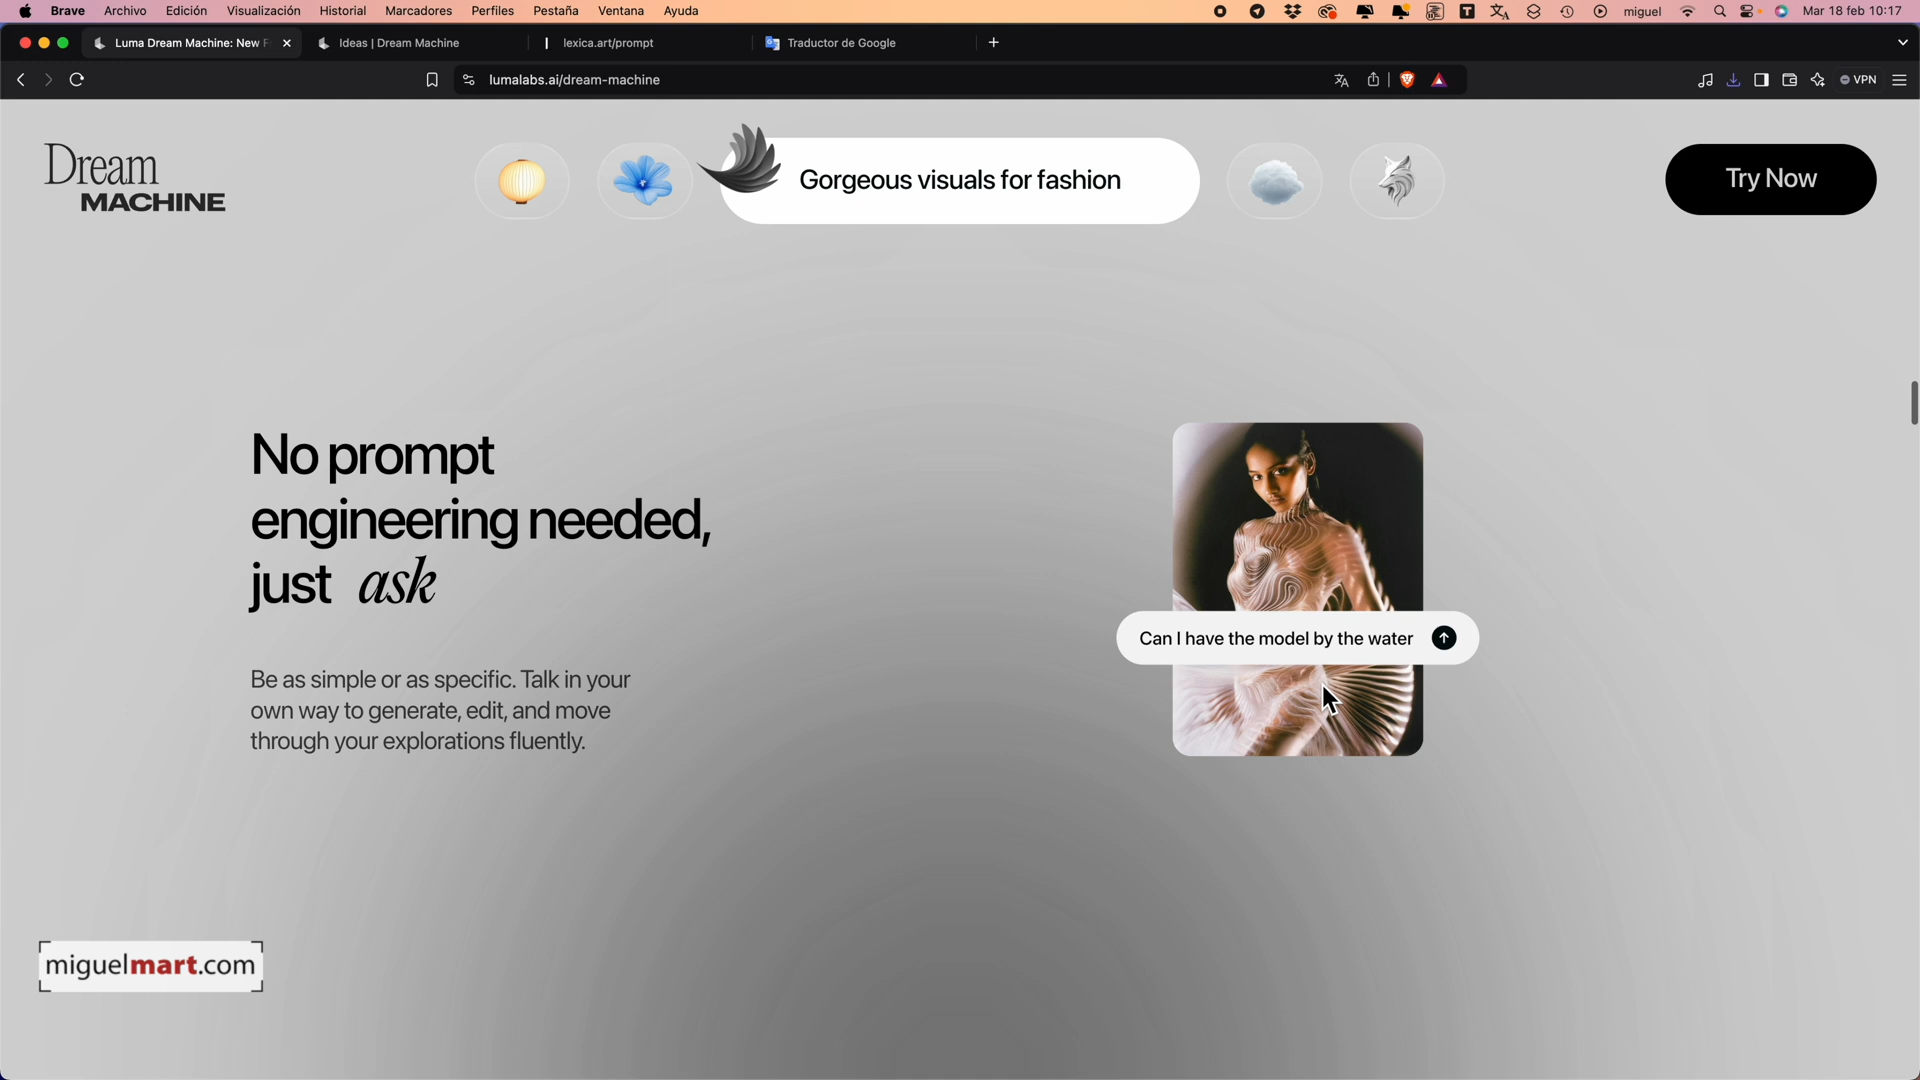 Brave Archivo Edición Visualización Historial Marcadores Perfiles Pestaña Ventana Ayuda miguel Mar 18 feb 10:17
Luma Dream Machine: New F Ideas | Dream Machine lexica.art/prompt Traductor de Google
lumalabs.ai/dream-machine VPN
Dream
MACHINE
Gorgeous visuals for fashion
Try Now
No prompt
engineering needed,
just ask
Can I have the model by the water
Be as simple or as specific. Talk in your
own way to generate, edit, and move
through your explorations fluently.
miguelmart.com